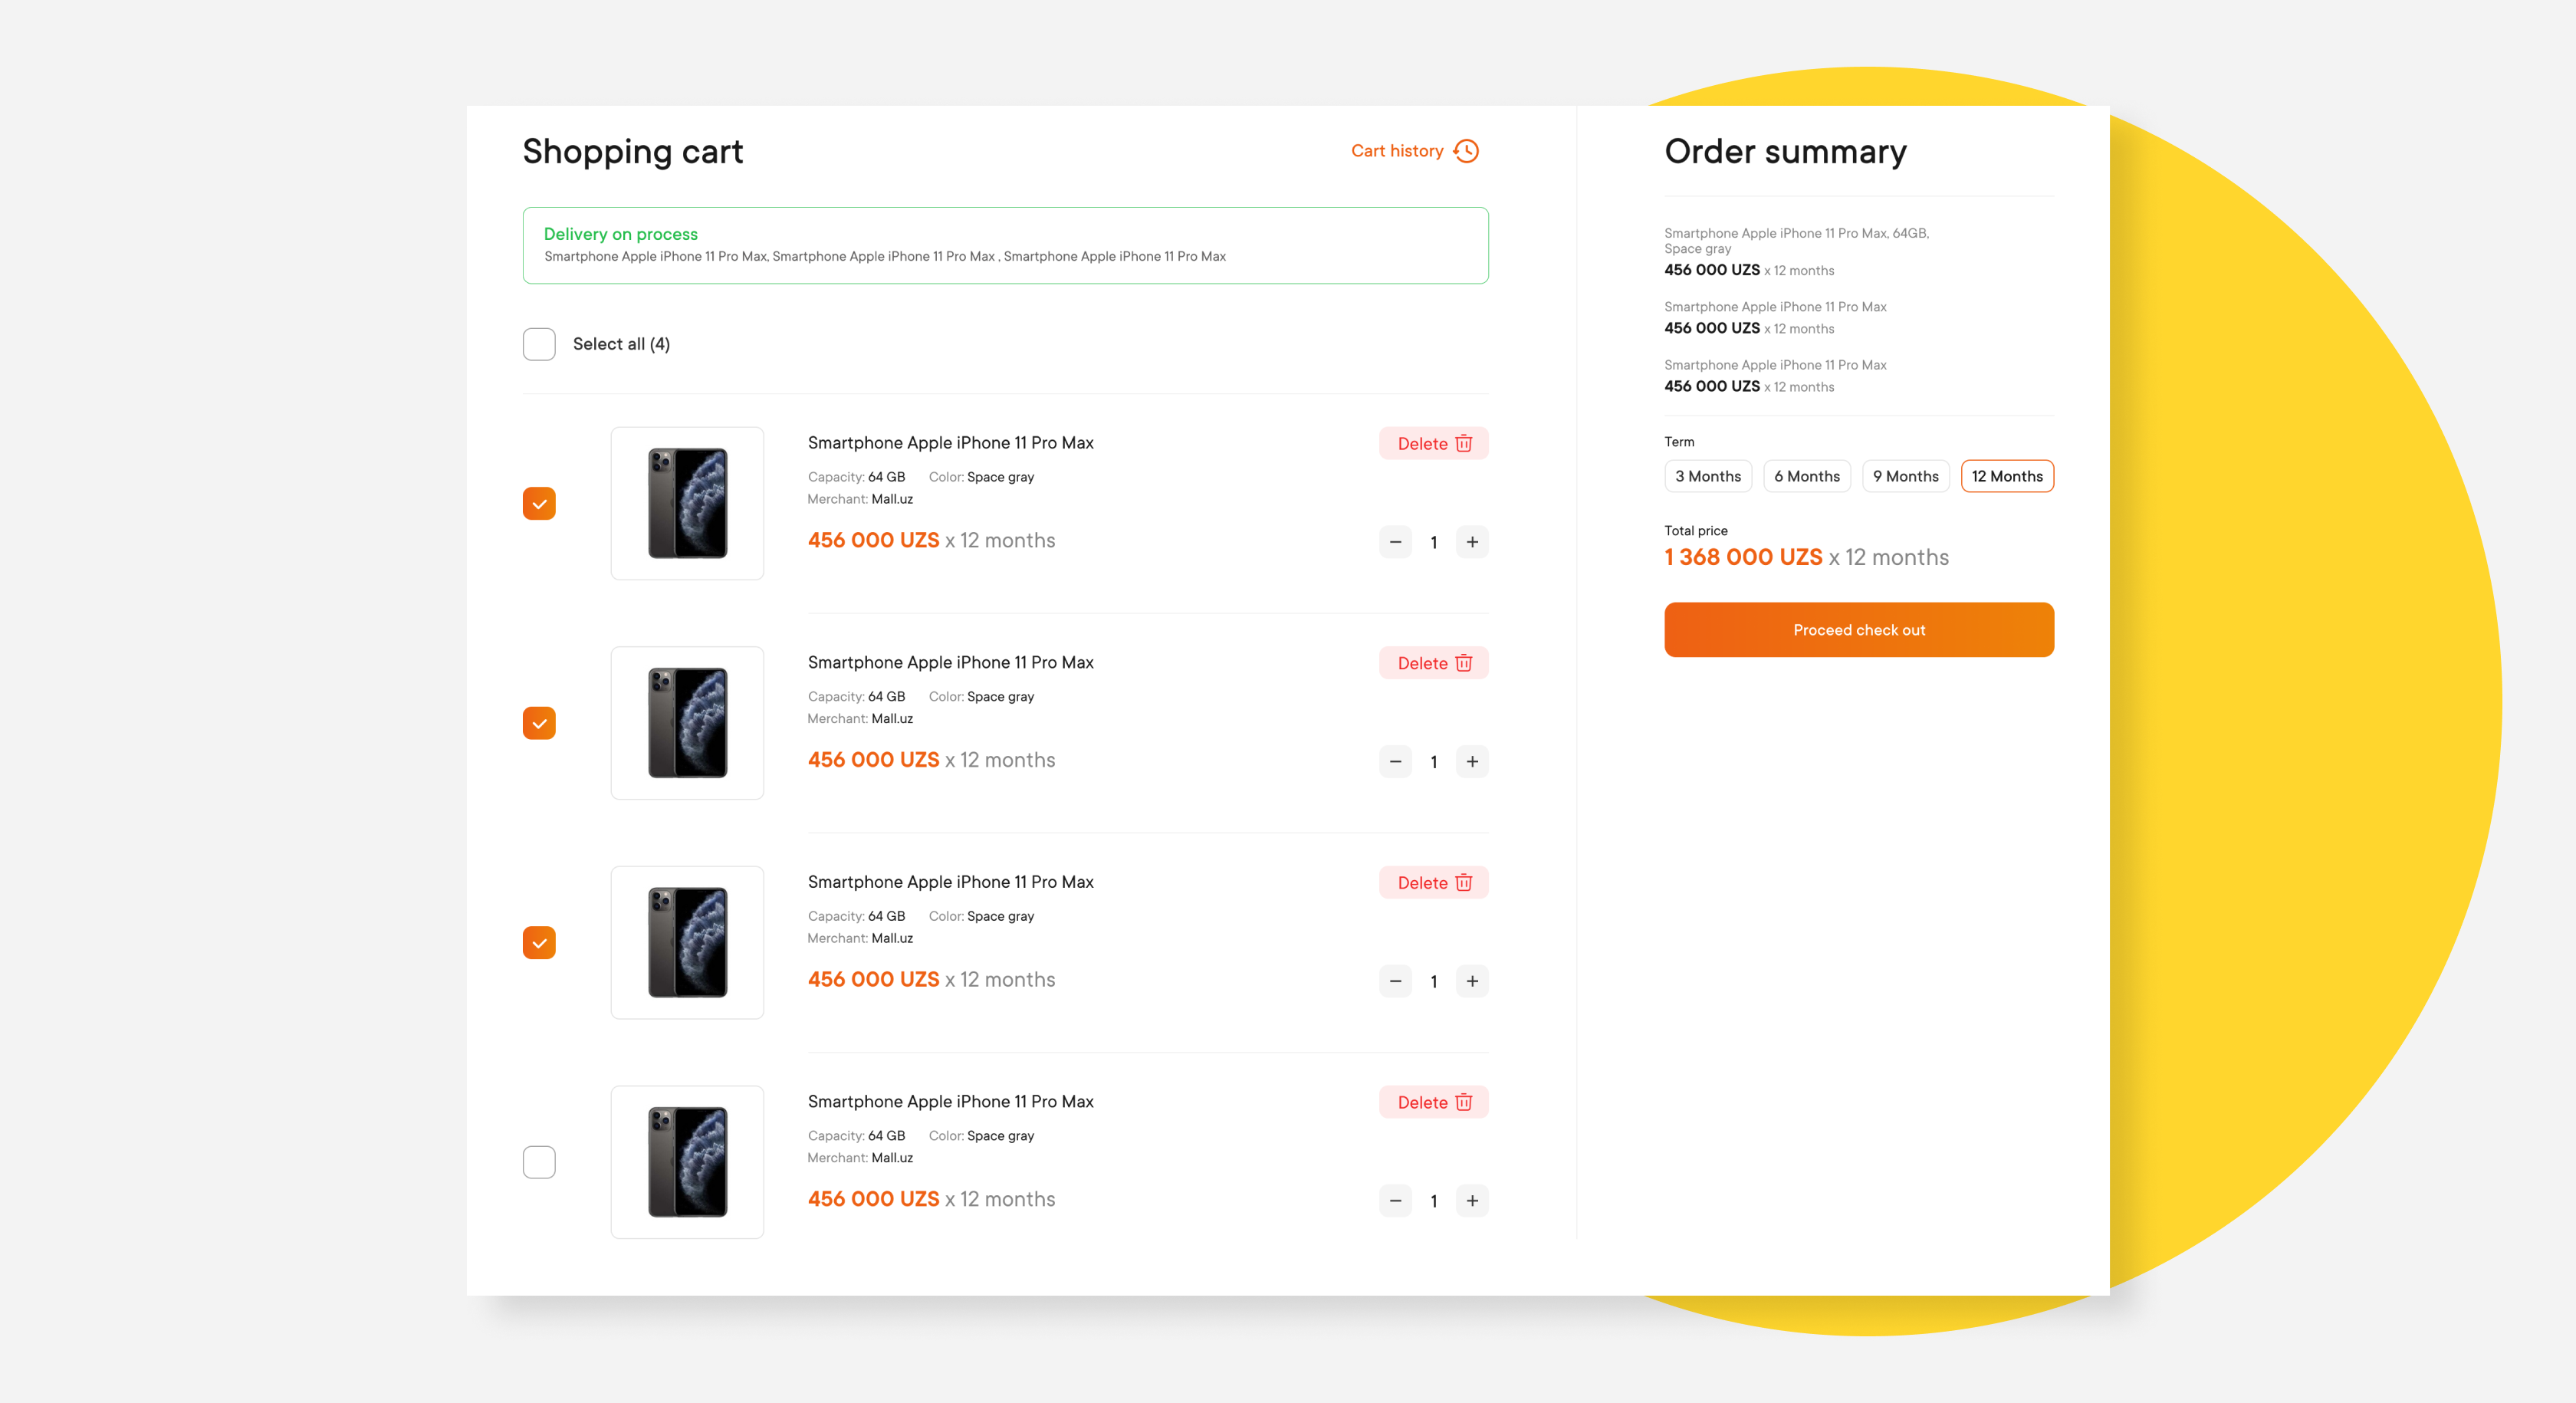 Shopping cart
Cart history
Delivery on process
Smartphone Apple iPhone 11 Pro Max, Smartphone Apple iPhone 11 Pro Max , Smartphone Apple iPhone 11 Pro Max
Select all (4)
Smartphone Apple iPhone 11 Pro Max
Delete
Capacity: 64 GB Color: Space gray
Merchant: Mall.uz
456 000 UZS x 12 months
− 1 +
Smartphone Apple iPhone 11 Pro Max
Delete
Capacity: 64 GB Color: Space gray
Merchant: Mall.uz
456 000 UZS x 12 months
− 1 +
Smartphone Apple iPhone 11 Pro Max
Delete
Capacity: 64 GB Color: Space gray
Merchant: Mall.uz
456 000 UZS x 12 months
− 1 +
Smartphone Apple iPhone 11 Pro Max
Delete
Capacity: 64 GB Color: Space gray
Merchant: Mall.uz
456 000 UZS x 12 months
− 1 +
Order summary
Smartphone Apple iPhone 11 Pro Max, 64GB,
Space gray
456 000 UZS x 12 months
Smartphone Apple iPhone 11 Pro Max
456 000 UZS x 12 months
Smartphone Apple iPhone 11 Pro Max
456 000 UZS x 12 months
Term
3 Months 6 Months 9 Months 12 Months
Total price
1 368 000 UZS x 12 months
Proceed check out